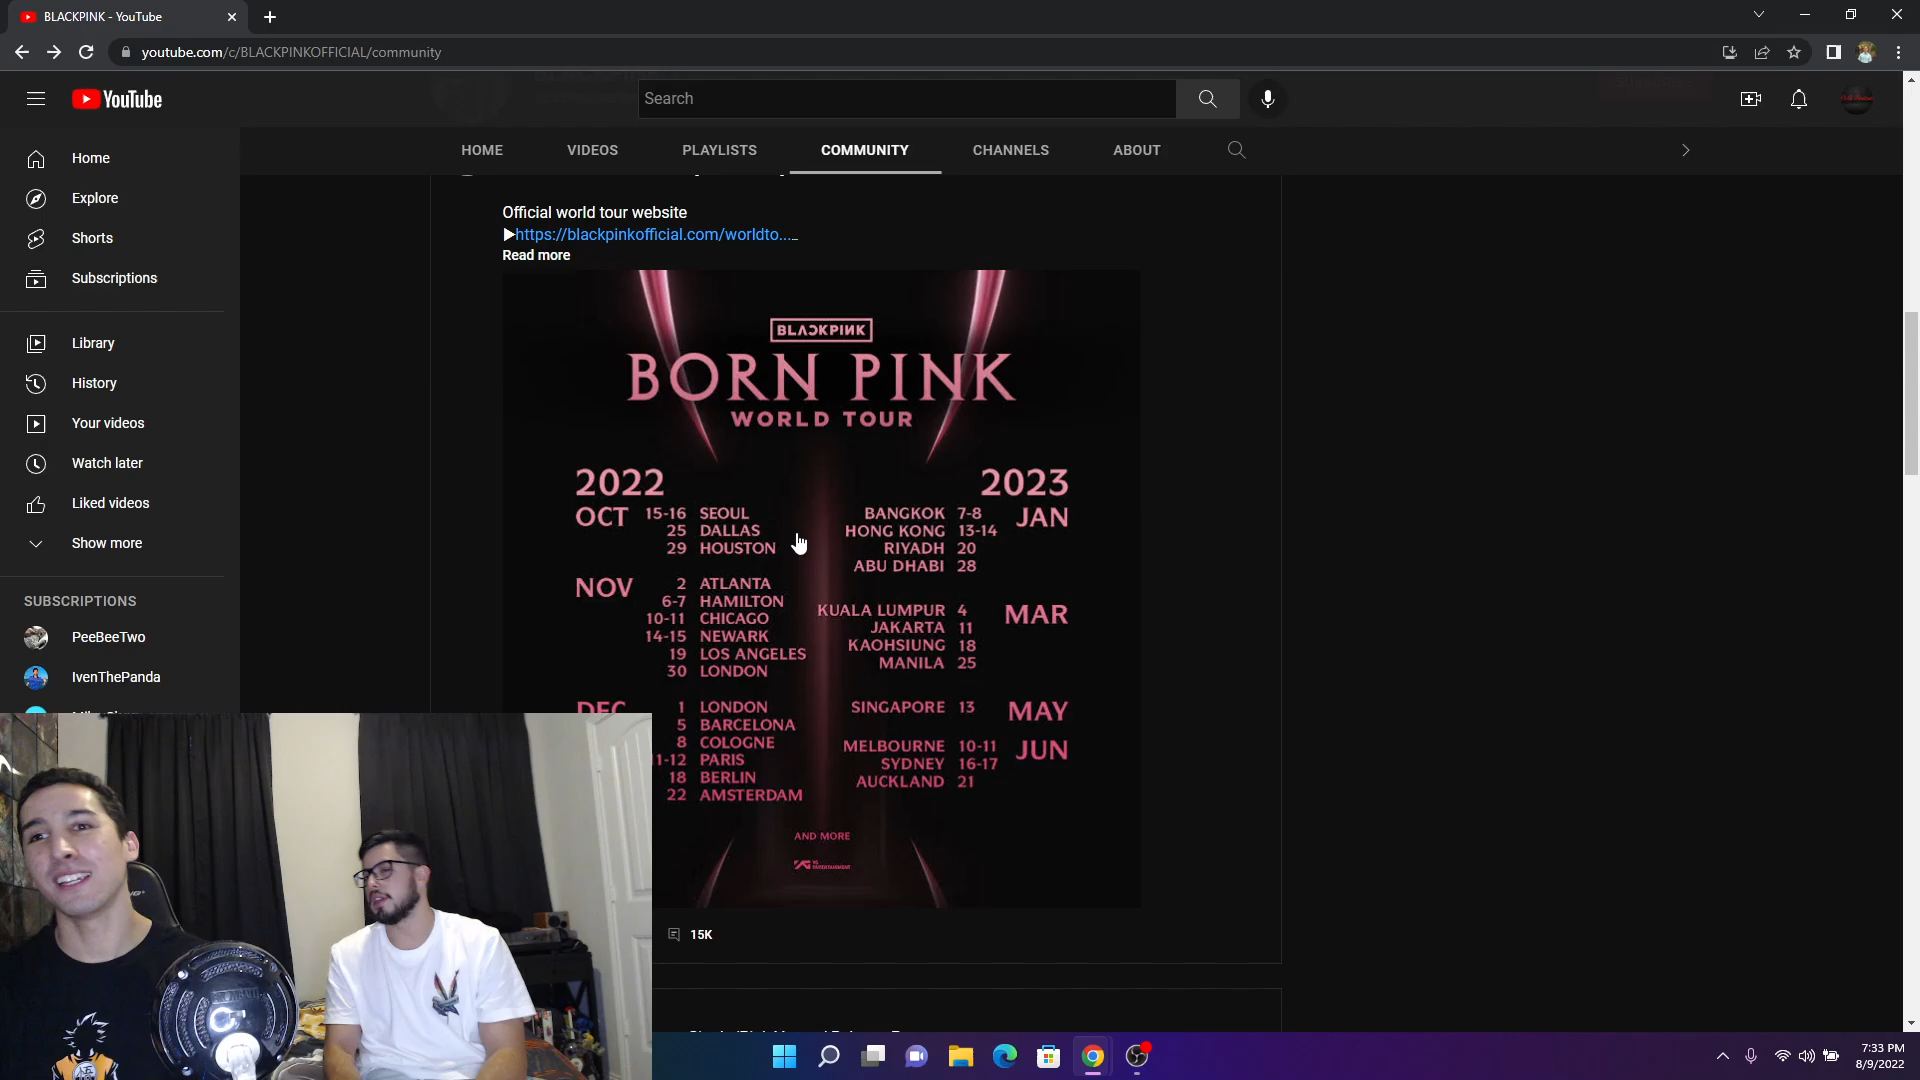 BLACKPINK - YouTube
youtube.com/c/BLACKPINKOFFICIAL/community
YouTube
Search
HOME VIDEOS PLAYLISTS COMMUNITY CHANNELS ABOUT
Home
Explore
Shorts
Subscriptions
Library
History
Your videos
Watch later
Liked videos
Show more
SUBSCRIPTIONS
PeeBeeTwo
IvenThePanda
Official world tour website
▶https://blackpinkofficial.com/worldto...
Read more
BLACKPINK
BORN PINK
WORLD TOUR
2022
OCT 15-16 SEOUL
25 DALLAS
29 HOUSTON
NOV 2 ATLANTA
6-7 HAMILTON
10-11 CHICAGO
14-15 NEWARK
19 LOS ANGELES
30 LONDON
DEC 1 LONDON
5 BARCELONA
8 COLOGNE
11-12 PARIS
18 BERLIN
22 AMSTERDAM
2023
BANGKOK 7-8 JAN
HONG KONG 13-14
RIYADH 20
ABU DHABI 28
KUALA LUMPUR 4 MAR
JAKARTA 11
KAOHSIUNG 18
MANILA 25
SINGAPORE 13 MAY
MELBOURNE 10-11 JUN
SYDNEY 16-17
AUCKLAND 21
AND MORE
YG ENTERTAINMENT
15K
7:33 PM
8/9/2022